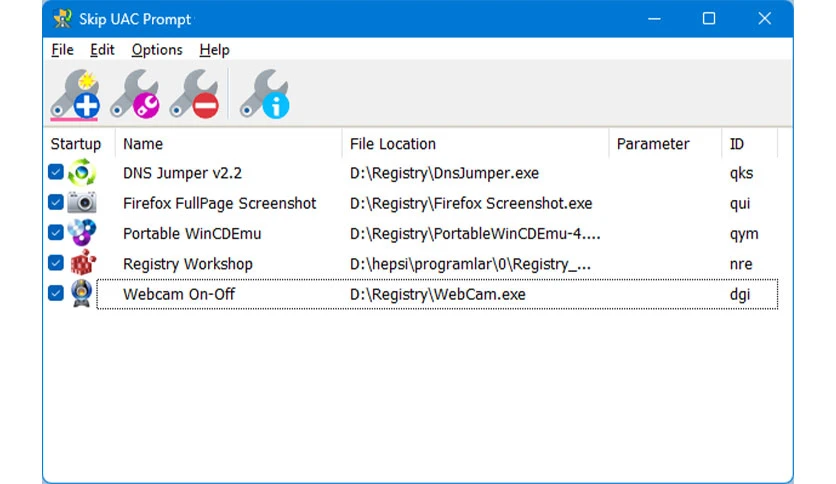 Skip UAC Prompt
File Edit Options Help
Startup Name File Location Parameter ID
DNS Jumper v2.2 D:\Registry\DnsJumper.exe qks
Firefox FullPage Screenshot D:\Registry\Firefox Screenshot.exe qui
Portable WinCDEmu D:\Registry\PortableWinCDEmu-4.... qym
Registry Workshop D:\hepsi\programlar\0\Registry_... nre
Webcam On-Off D:\Registry\WebCam.exe dgi